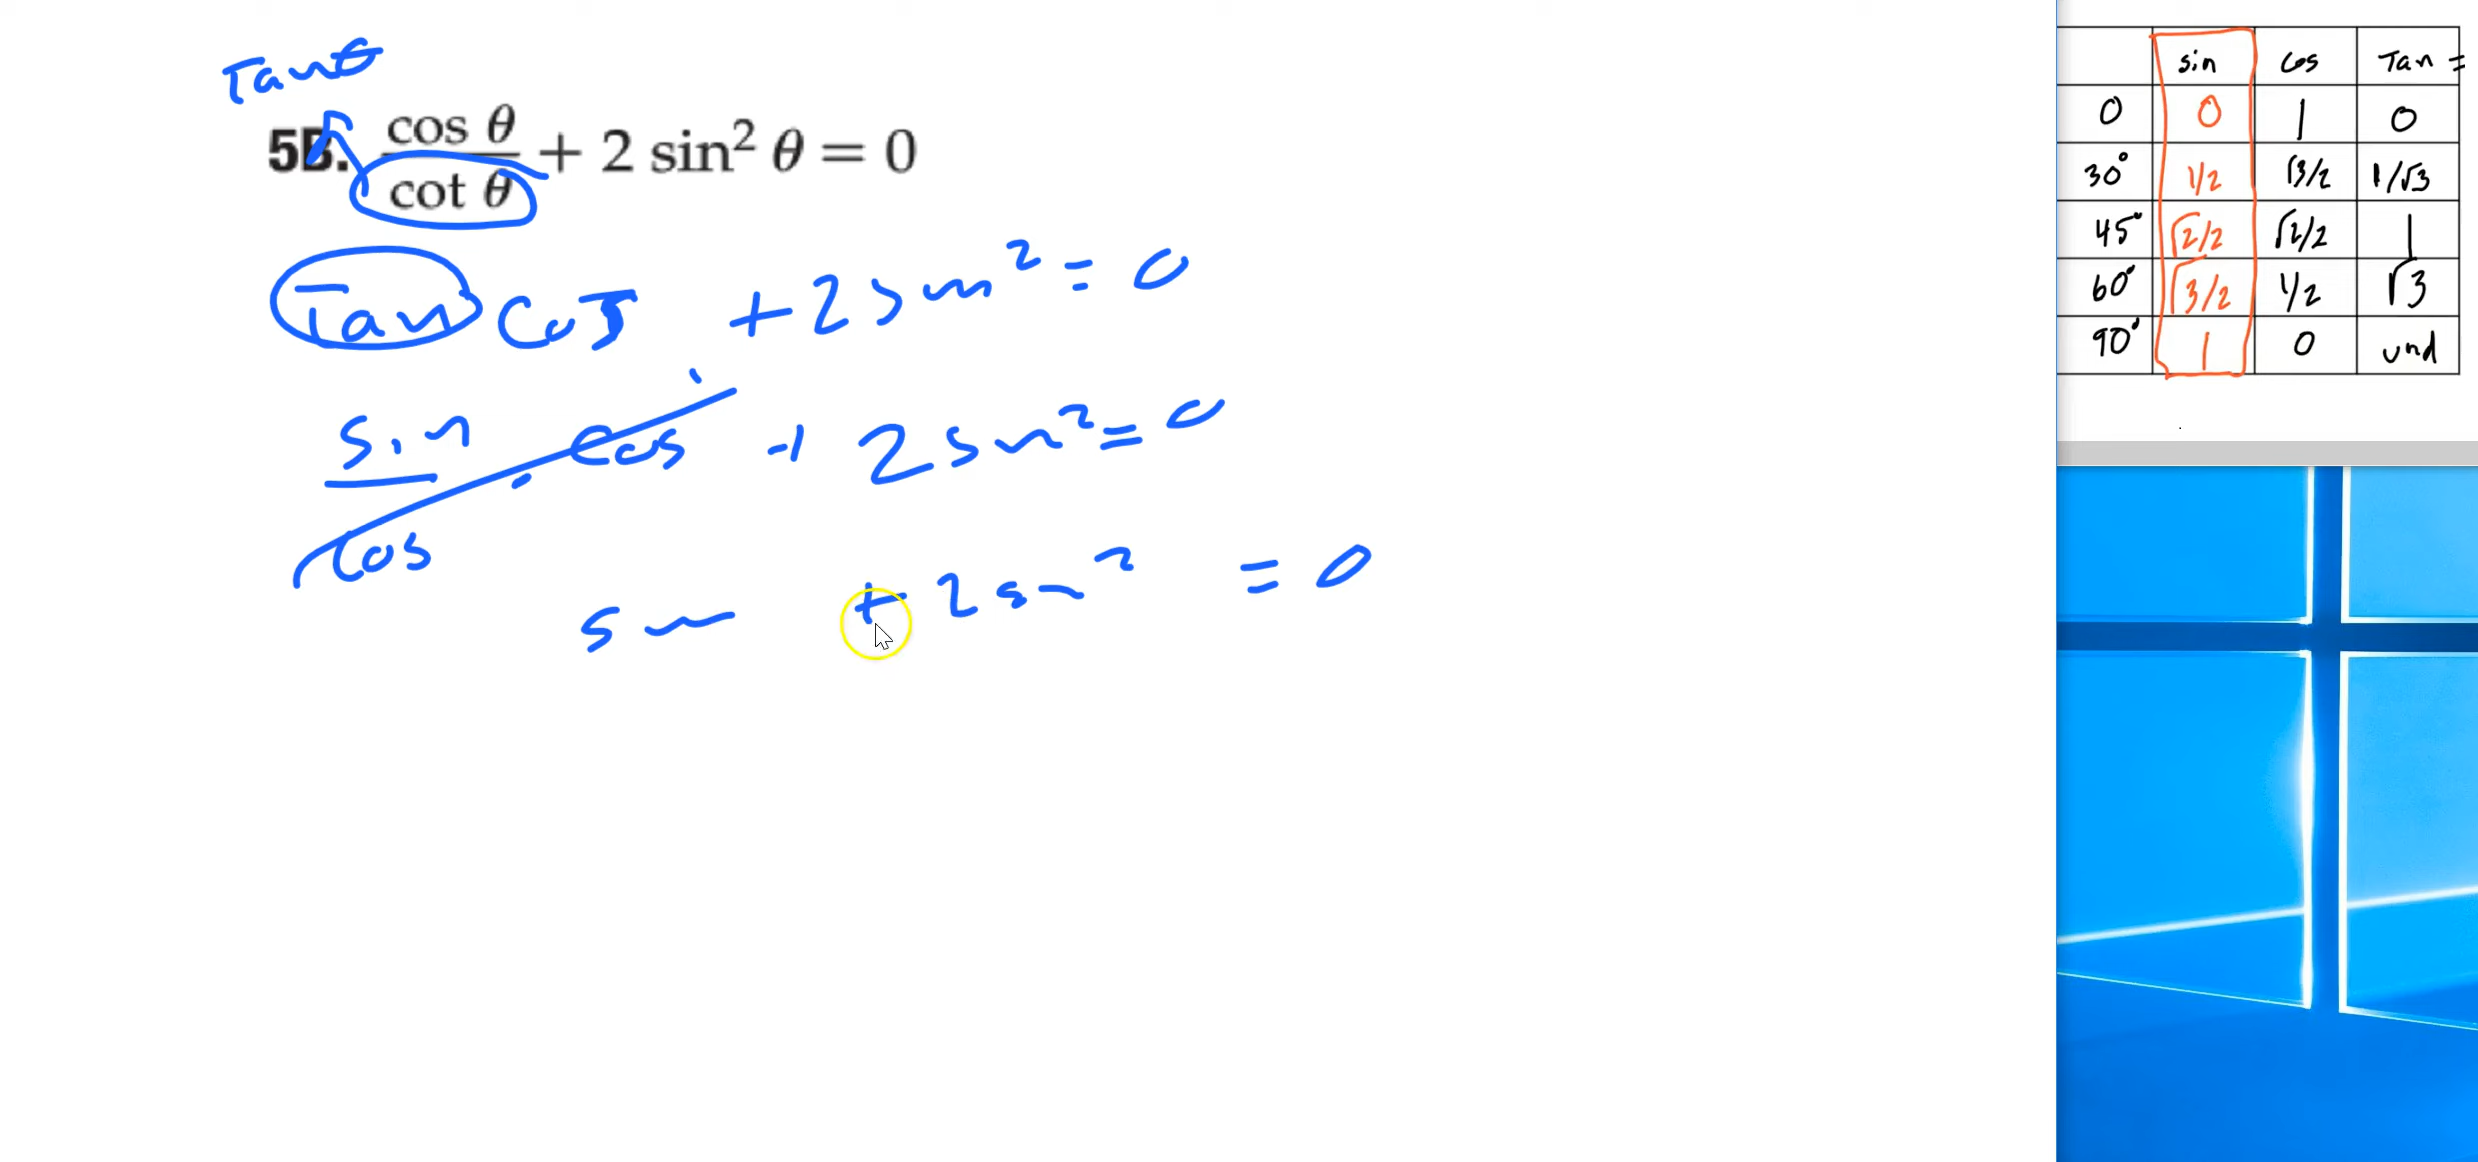 Tanθ
5B. cos θ / cot θ + 2 sin² θ = 0
Tan cos + 2 sin² = 0
sin / cos · cos + 2 sin² = 0
sin + 2 sin² = 0
sin cos Tan =
0 0 1 0
30° 1/2 √3/2 1/√3
45° √2/2 √2/2 1
60° √3/2 1/2 √3
90° 1 0 und